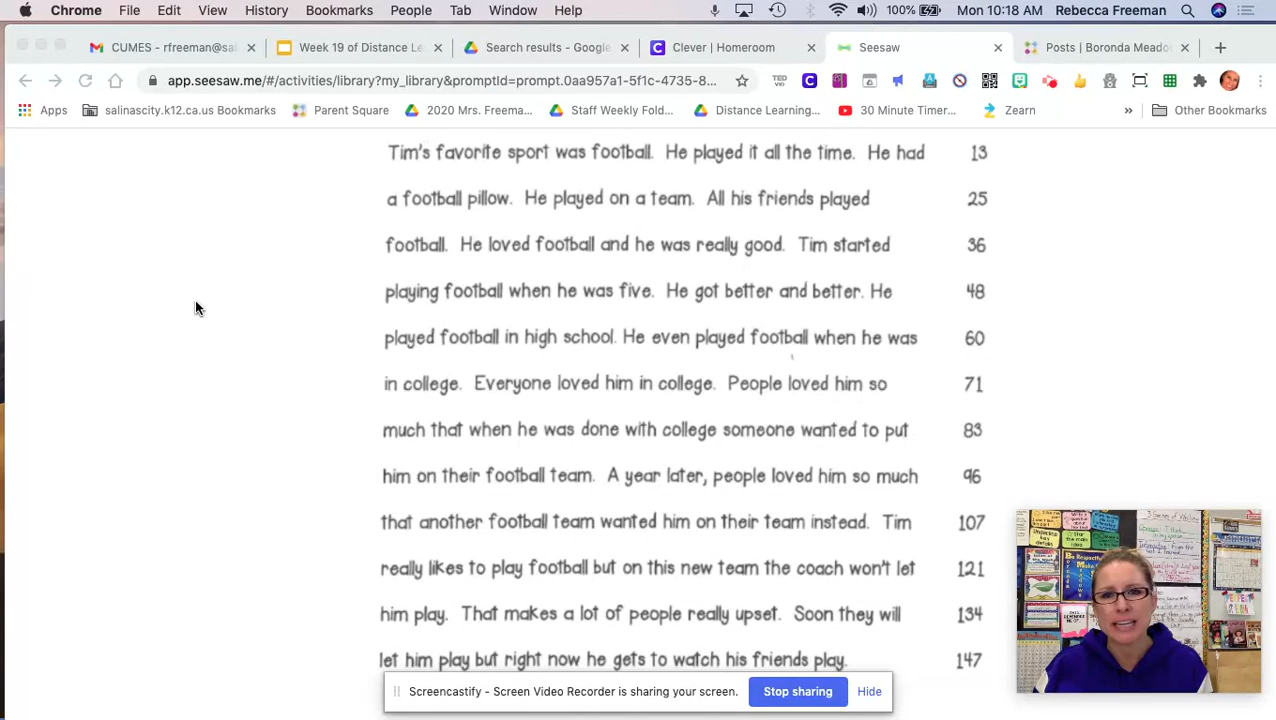 Chrome File Edit View History Bookmarks People Tab Window Help 100% Mon 10:18 AM Rebecca Freeman
CUMES - rfreeman@sal Week 19 of Distance Le Search results - Google Clever | Homeroom Seesaw Posts | Boronda Meado
app.seesaw.me/#/activities/library?my_library&promptId=prompt.0aa957a1-5f1c-4735-8...
Apps salinascity.k12.ca.us Bookmarks Parent Square 2020 Mrs. Freema... Staff Weekly Fold... Distance Learning... 30 Minute Timer... Zearn » Other Bookmarks
Tim's favorite sport was football. He played it all the time. He had 13
a football pillow. He played on a team. All his friends played 25
football. He loved football and he was really good. Tim started 36
playing football when he was five. He got better and better. He 48
played football in high school. He even played football when he was 60
in college. Everyone loved him in college. People loved him so 71
much that when he was done with college someone wanted to put 83
him on their football team. A year later, people loved him so much 96
that another football team wanted him on their team instead. Tim 107
really likes to play football but on this new team the coach won't let 121
him play. That makes a lot of people really upset. Soon they will 134
let him play but right now he gets to watch his friends play. 147
Screencastify - Screen Video Recorder is sharing your screen. Stop sharing Hide